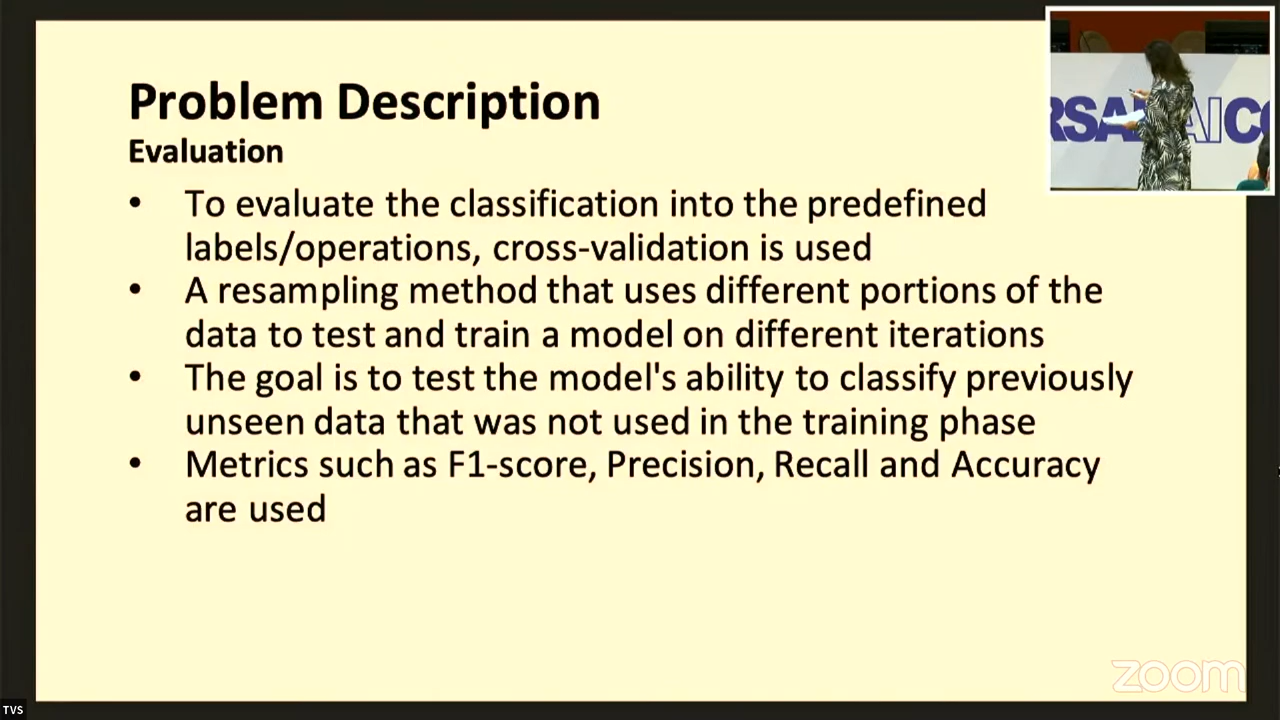 Problem Description
Evaluation
• To evaluate the classification into the predefined
labels/operations, cross-validation is used
• A resampling method that uses different portions of the
data to test and train a model on different iterations
• The goal is to test the model's ability to classify previously
unseen data that was not used in the training phase
• Metrics such as F1-score, Precision, Recall and Accuracy
are used
RSA AI CO
zoom
TVS